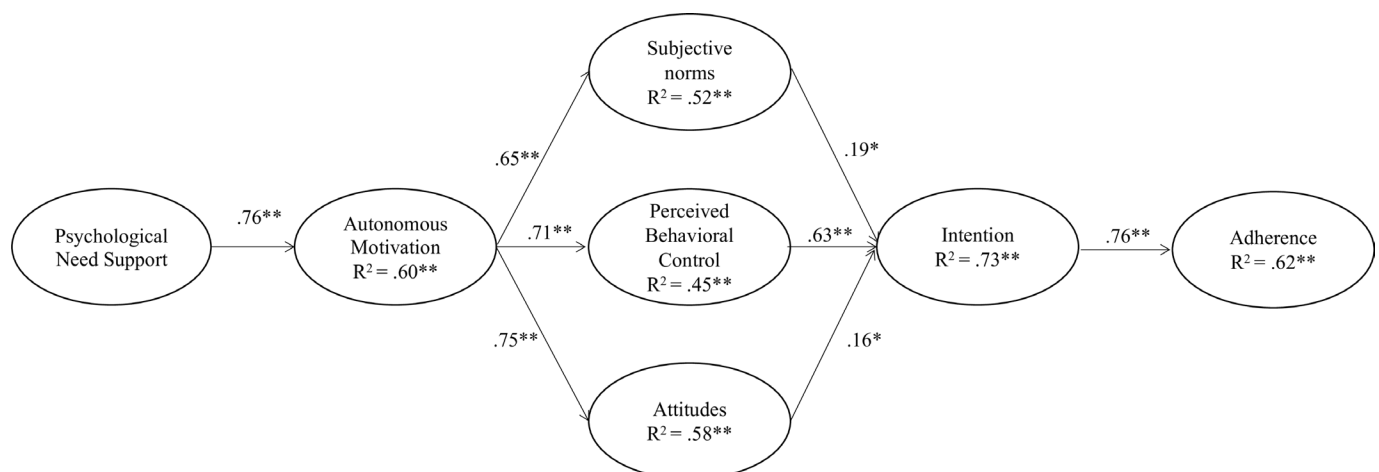 Subjective
norms
R² = .52**
.65**
.19*
Psychological
Need Support
.76**
Autonomous
Motivation
R² = .60**
.71**
Perceived
Behavioral
Control
R² = .45**
.63**
Intention
R² = .73**
.76**
Adherence
R² = .62**
.75**
.16*
Attitudes
R² = .58**